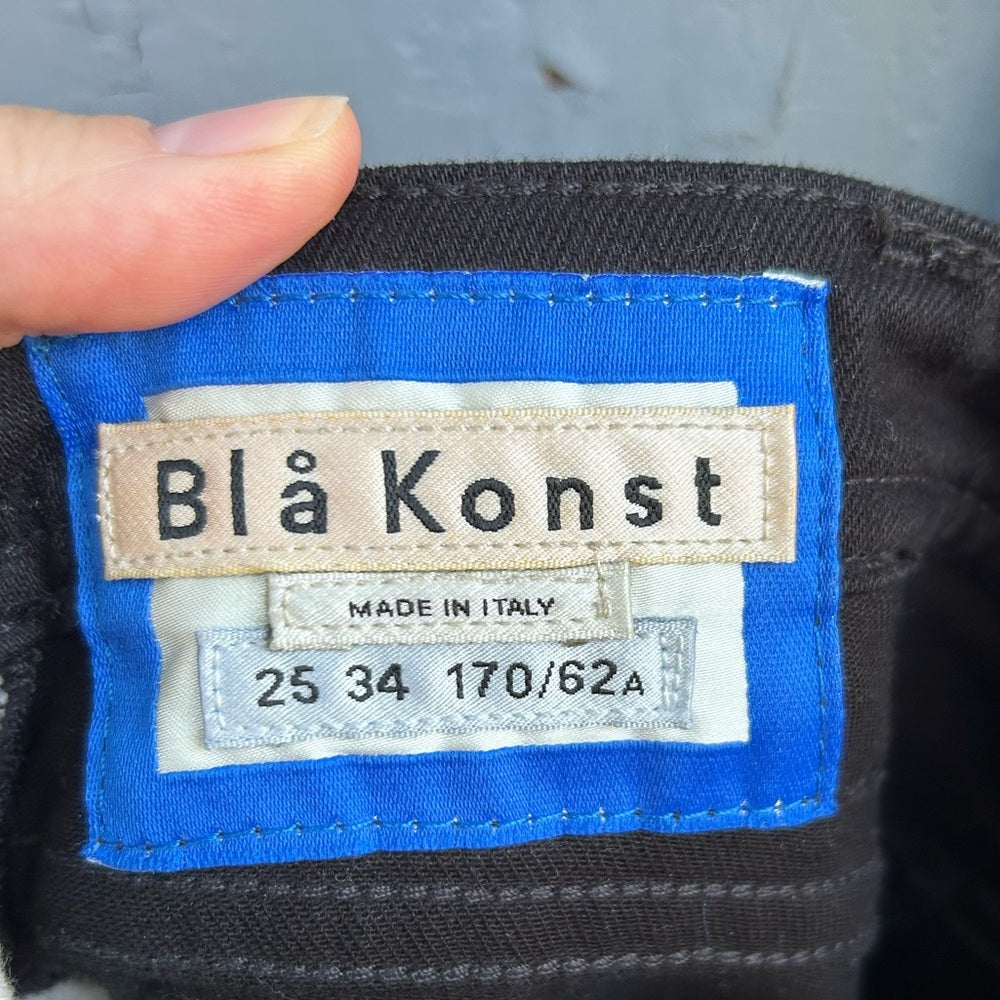 Blå Konst
MADE IN ITALY
25 34 170/62A